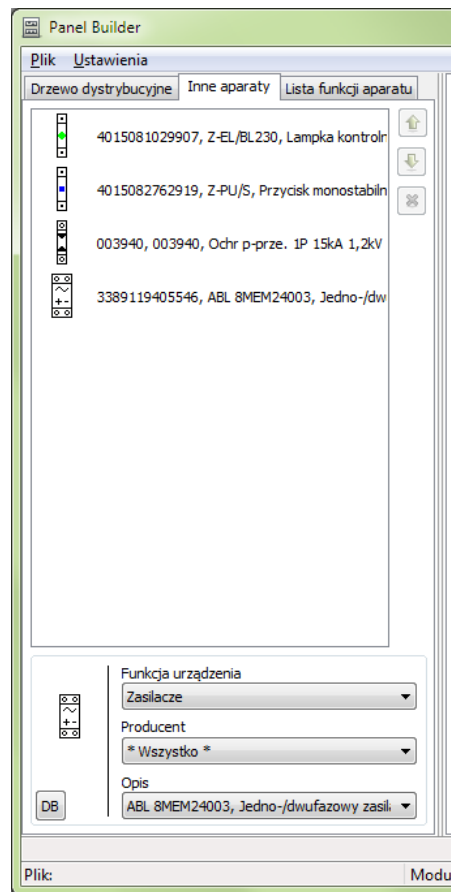 Panel Builder
Plik Ustawienia
Drzewo dystrybucyjne Inne aparaty Lista funkcji aparatu
4015081029907, Z-EL/BL230, Lampka kontroln
4015082762919, Z-PU/S, Przycisk monostabiln
003940, 003940, Ochr p-prze. 1P 15kA 1,2kV
3389119405546, ABL 8MEM24003, Jedno-/dw
Funkcja urządzenia
Zasilacze
Producent
* Wszystko *
Opis
DB ABL 8MEM24003, Jedno-/dwufazowy zasil
Plik: Modu